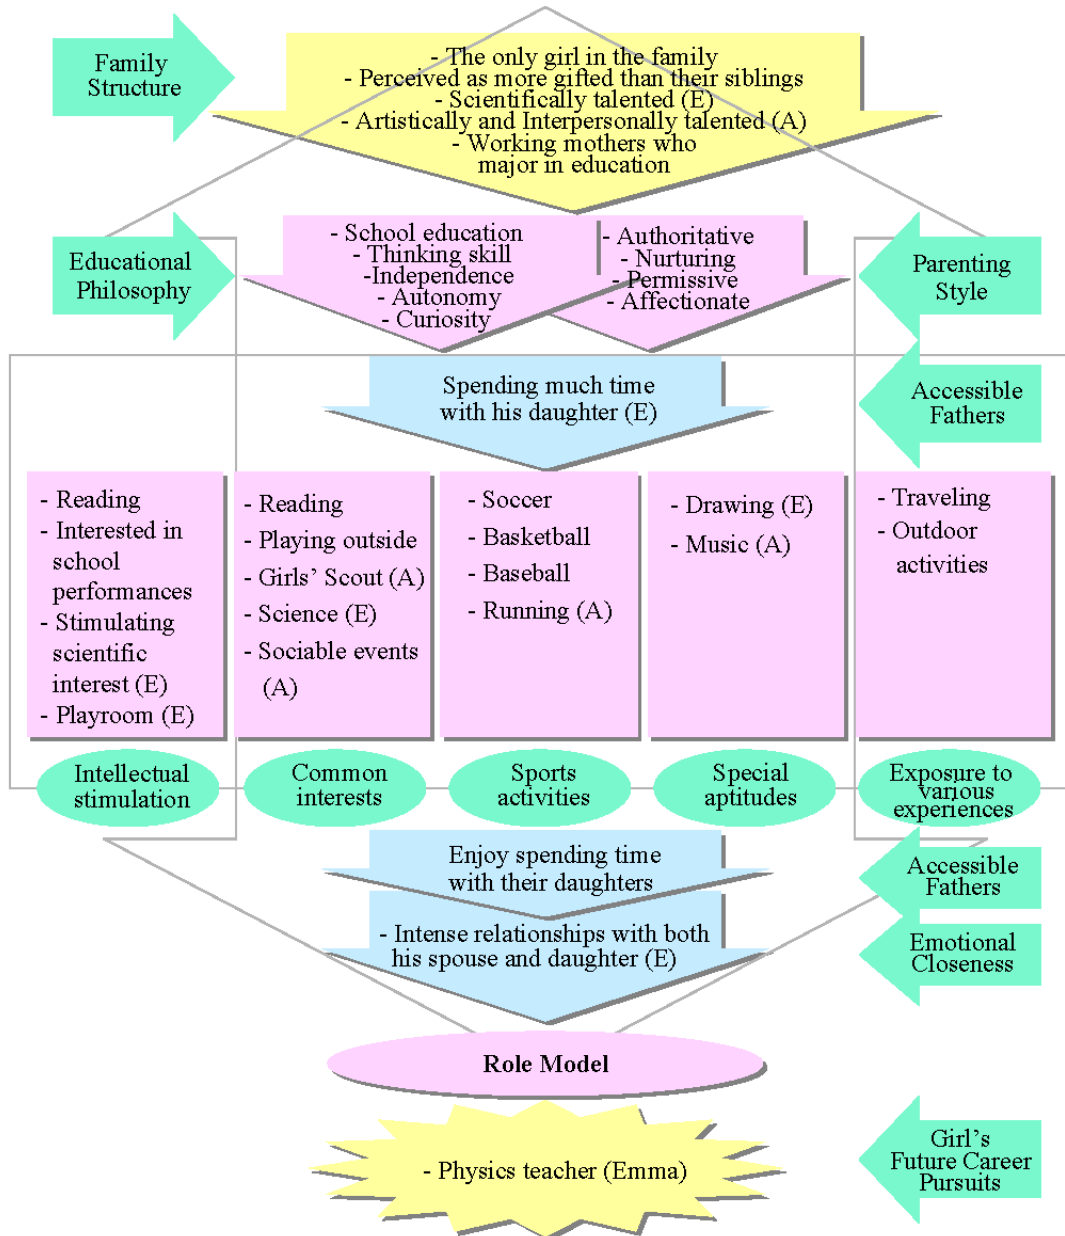 Family
Structure
- The only girl in the family
- Perceived as more gifted than their siblings
- Scientifically talented (E)
- Artistically and Interpersonally talented (A)
- Working mothers who
major in education
Educational
Philosophy
- School education
- Thinking skill
-Independence
- Autonomy
- Curiosity
- Authoritative
- Nurturing
- Permissive
- Affectionate
Parenting
Style
Spending much time
with his daughter (E)
Accessible
Fathers
- Reading
- Interested in
school
performances
- Stimulating
scientific
interest (E)
- Playroom (E)
- Reading
- Playing outside
- Girls’ Scout (A)
- Science (E)
- Sociable events
(A)
- Soccer
- Basketball
- Baseball
- Running (A)
- Drawing (E)
- Music (A)
- Traveling
- Outdoor
activities
Intellectual
stimulation
Common
interests
Sports
activities
Special
aptitudes
Exposure to
various
experiences
Enjoy spending time
with their daughters
Accessible
Fathers
- Intense relationships with both
his spouse and daughter (E)
Emotional
Closeness
Role Model
- Physics teacher (Emma)
Girl’s
Future Career
Pursuits